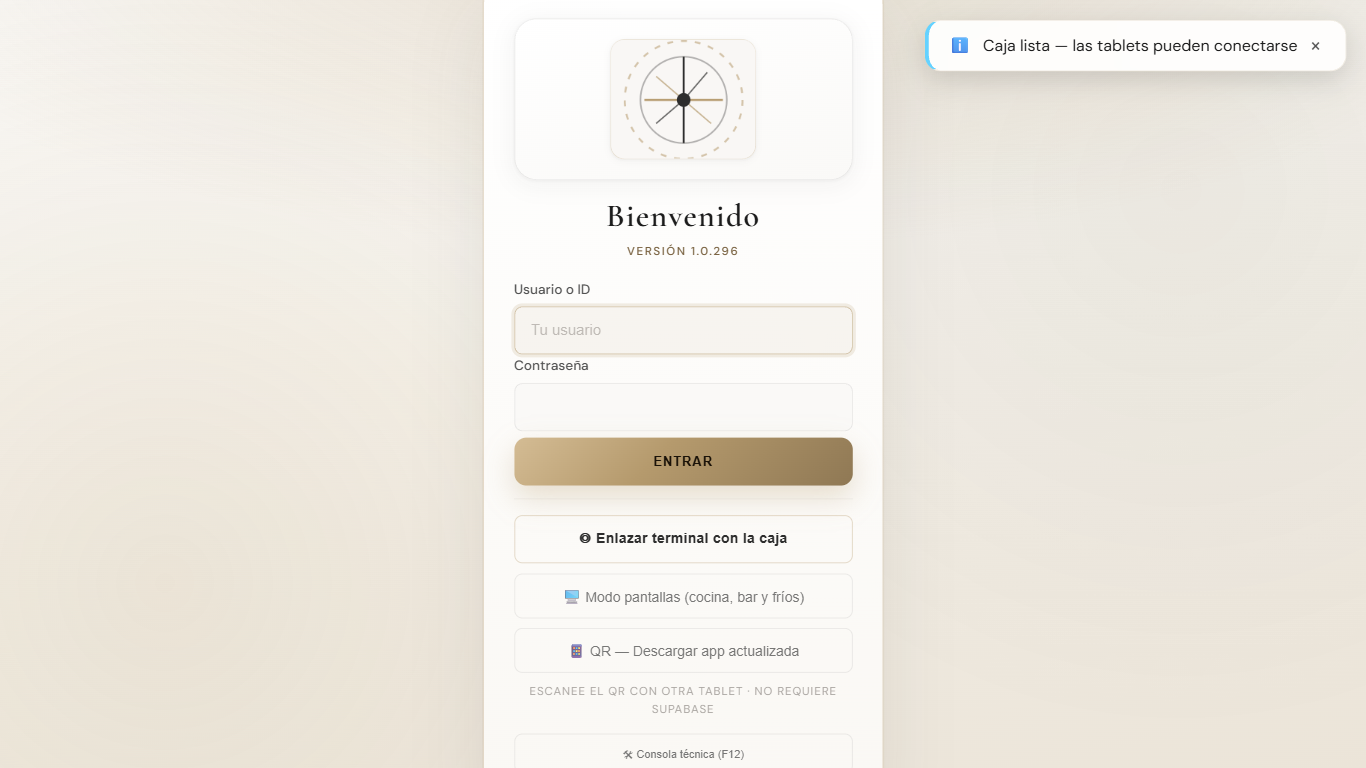 Caja lista — las tablets pueden conectarse ×
Bienvenido
VERSIÓN 1.0.296
Usuario o ID
Tu usuario
Contraseña
ENTRAR
Enlazar terminal con la caja
Modo pantallas (cocina, bar y fríos)
QR — Descargar app actualizada
ESCANEE EL QR CON OTRA TABLET · NO REQUIERE
SUPABASE
Consola técnica (F12)